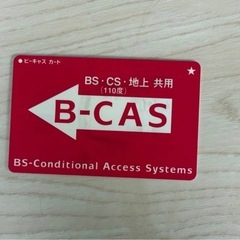 ● ビーキャス カード
★
BS・CS・地上 共用
(110度)
B-CAS
BS-Conditional Access Systems